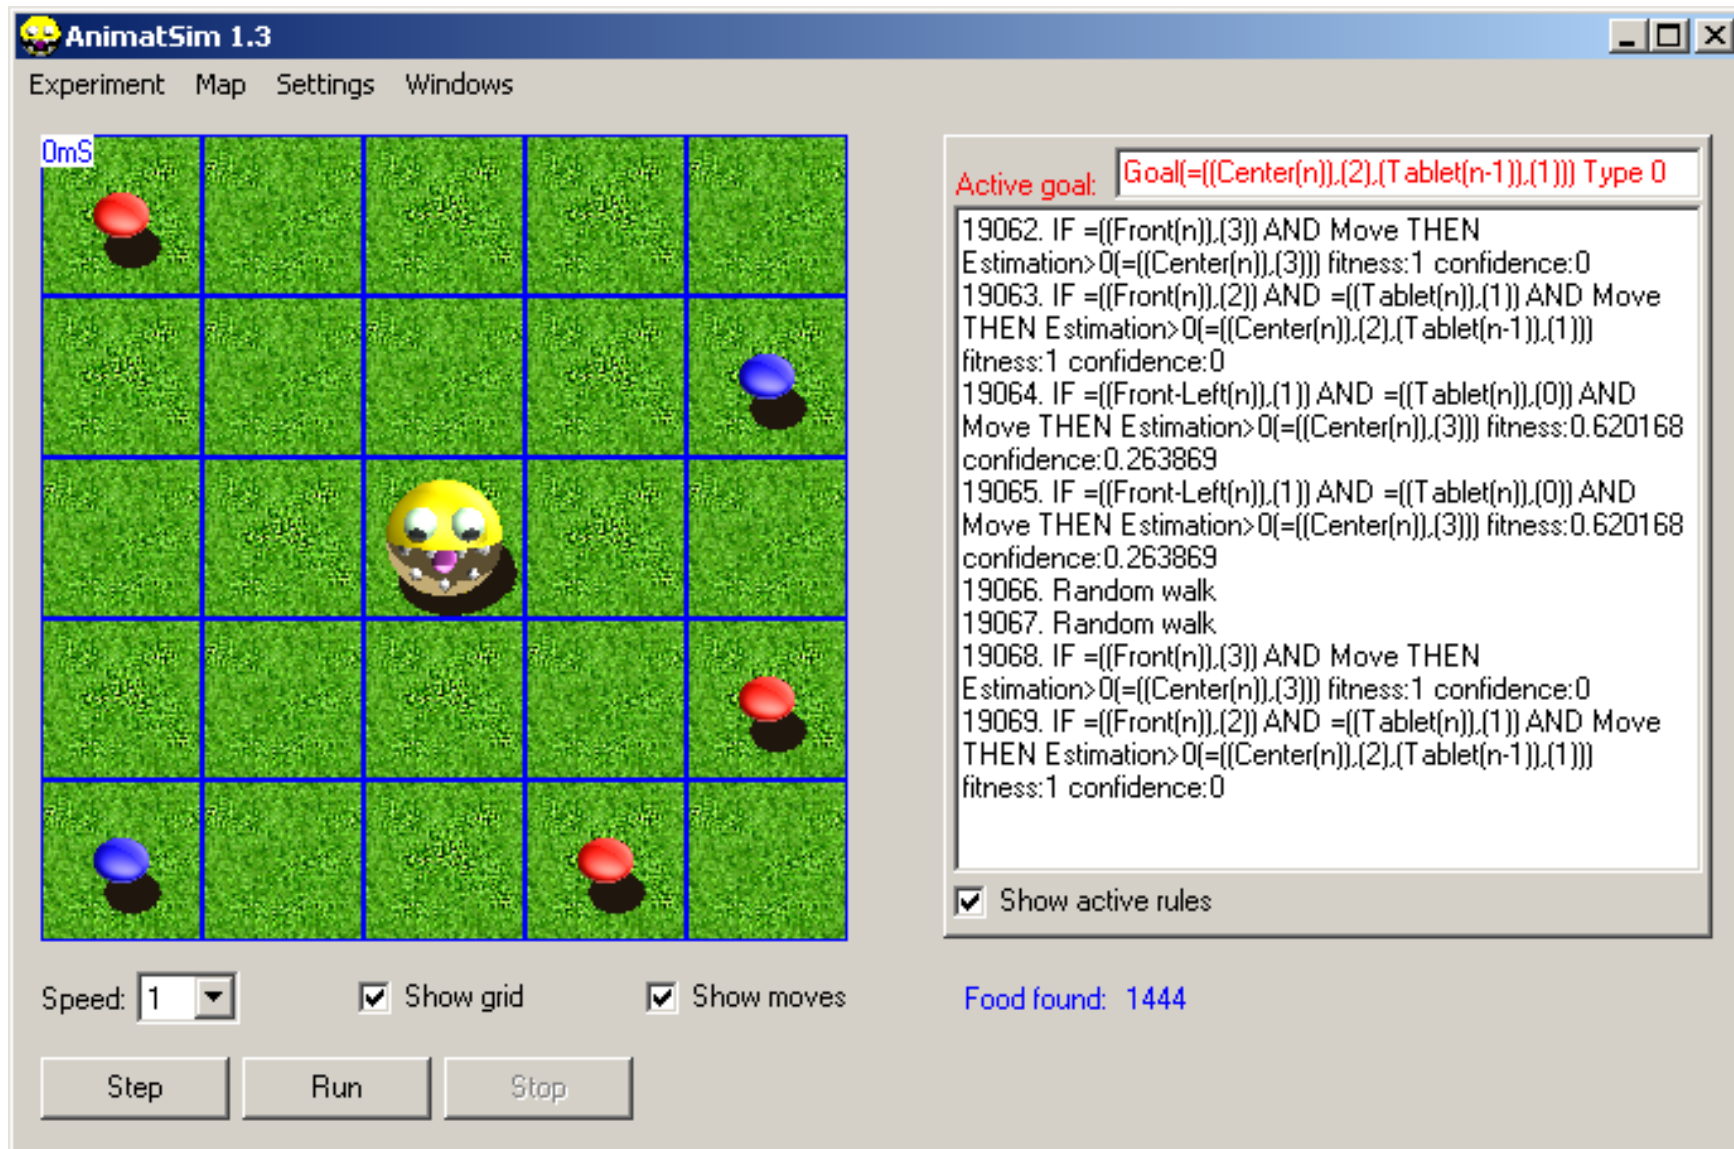 AnimatSim 1.3
Experiment Map Settings Windows
0mS
Active goal: Goal(=((Center(n)),(2),(Tablet(n-1)),(1))) Type 0
19062. IF =((Front(n)),(3)) AND Move THEN
Estimation>0(=((Center(n)),(3))) fitness:1 confidence:0
19063. IF =((Front(n)),(2)) AND =((Tablet(n)),(1)) AND Move
THEN Estimation>0(=((Center(n)),(2),(Tablet(n-1)),(1)))
fitness:1 confidence:0
19064. IF =((Front-Left(n)),(1)) AND =((Tablet(n)),(0)) AND
Move THEN Estimation>0(=((Center(n)),(3))) fitness:0.620168
confidence:0.263869
19065. IF =((Front-Left(n)),(1)) AND =((Tablet(n)),(0)) AND
Move THEN Estimation>0(=((Center(n)),(3))) fitness:0.620168
confidence:0.263869
19066. Random walk
19067. Random walk
19068. IF =((Front(n)),(3)) AND Move THEN
Estimation>0(=((Center(n)),(3))) fitness:1 confidence:0
19069. IF =((Front(n)),(2)) AND =((Tablet(n)),(1)) AND Move
THEN Estimation>0(=((Center(n)),(2),(Tablet(n-1)),(1)))
fitness:1 confidence:0
Show active rules
Speed: 1 Show grid Show moves Food found: 1444
Step Run Stop